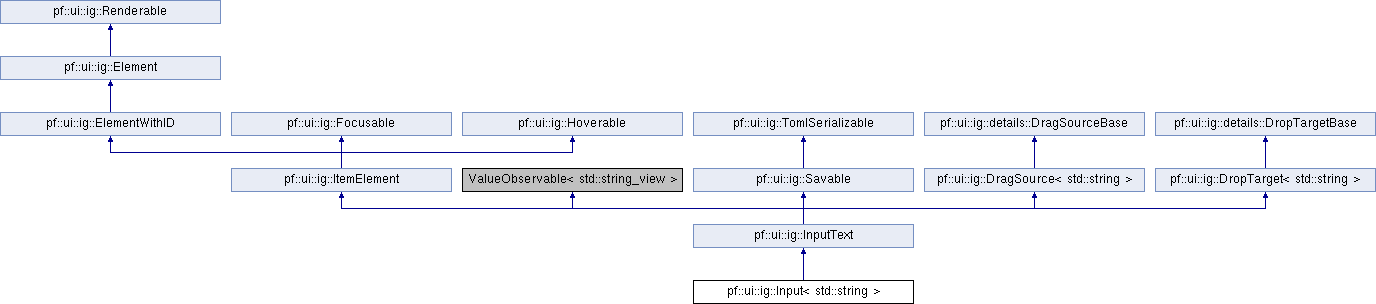 pf::ui::ig::Renderable
pf::ui::ig::Element
pf::ui::ig::ElementWithID
pf::ui::ig::Focusable
pf::ui::ig::Hoverable
pf::ui::ig::TomlSerializable
pf::ui::ig::details::DragSourceBase
pf::ui::ig::details::DropTargetBase
pf::ui::ig::ItemElement
ValueObservable< std::string_view >
pf::ui::ig::Savable
pf::ui::ig::DragSource< std::string >
pf::ui::ig::DropTarget< std::string >
pf::ui::ig::InputText
pf::ui::ig::Input< std::string >